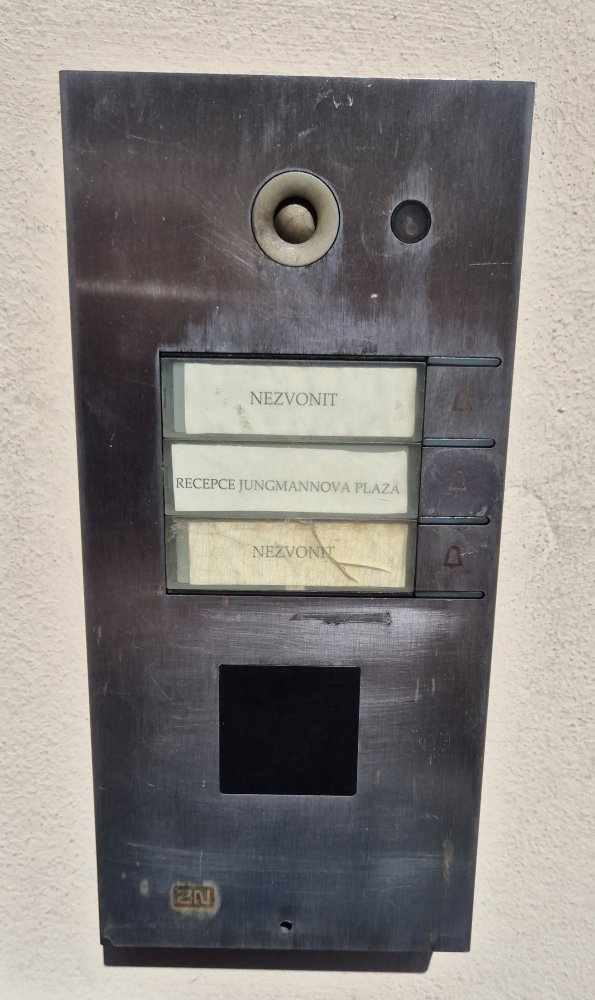 NEZVONIT
RECEPCE JUNGMANNOVA PLAZA
NEZVONIT
2N